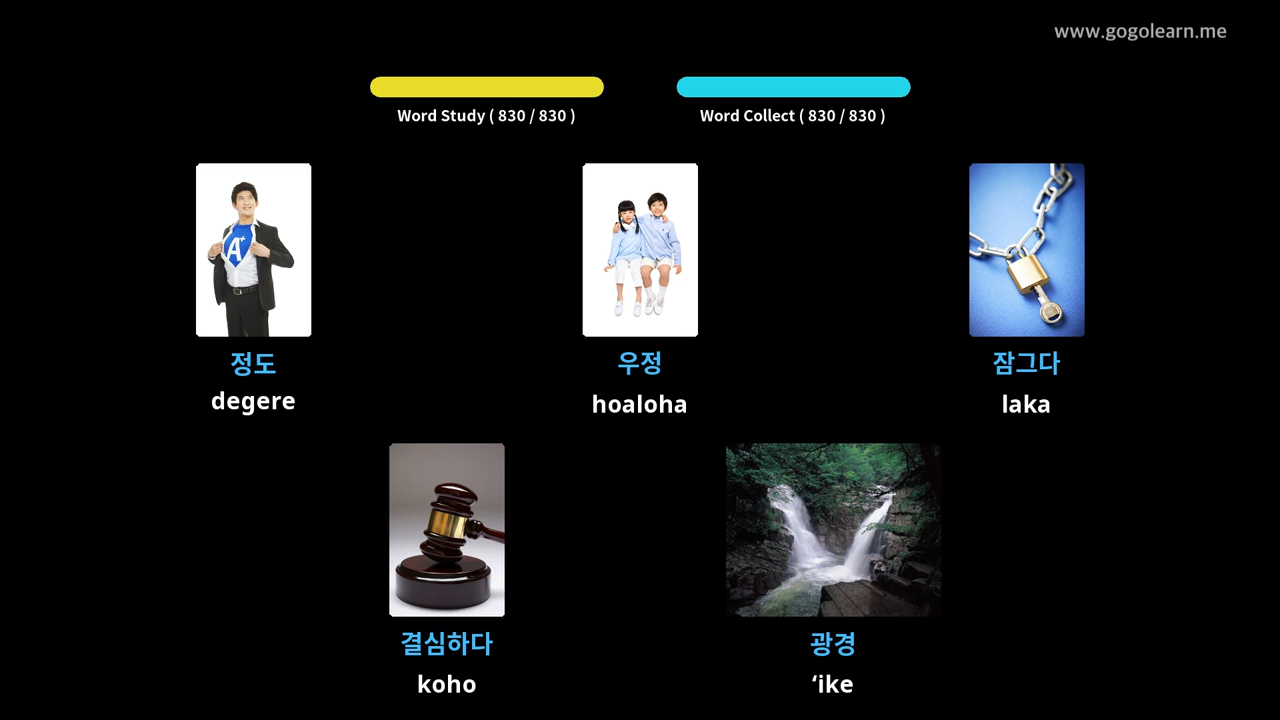 www.gogolearn.me
Word Study ( 830 / 830 )
Word Collect ( 830 / 830 )
A+
정도
degere
우정
hoaloha
잠그다
laka
결심하다
koho
광경
‘ike